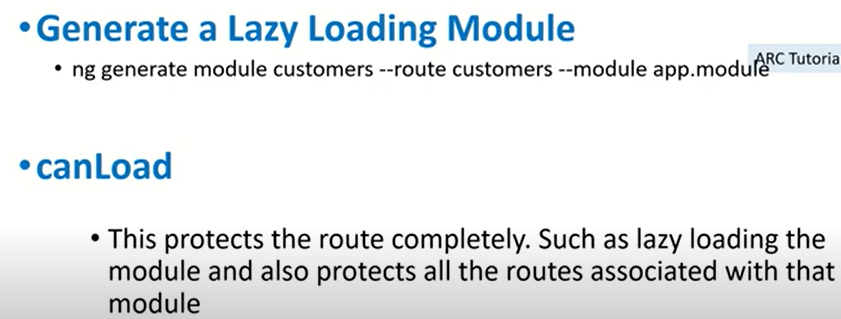 •Generate a Lazy Loading Module
• ng generate module customers --route customers --module app.module
ARC Tutoria
•canLoad
• This protects the route completely. Such as lazy loading the
module and also protects all the routes associated with that
module